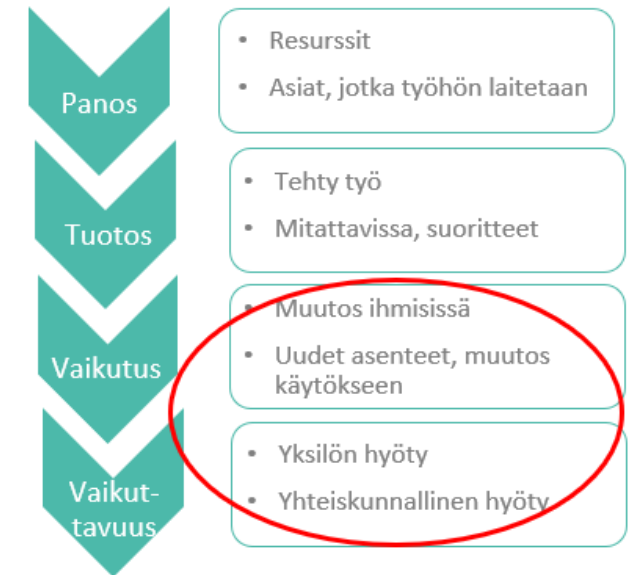 Panos
• Resurssit
• Asiat, jotka työhön laitetaan
Tuotos
• Tehty työ
• Mitattavissa, suoritteet
Vaikutus
• Muutos ihmisissä
• Uudet asenteet, muutos
käytökseen
Vaikut-
tavuus
• Yksilön hyöty
• Yhteiskunnallinen hyöty